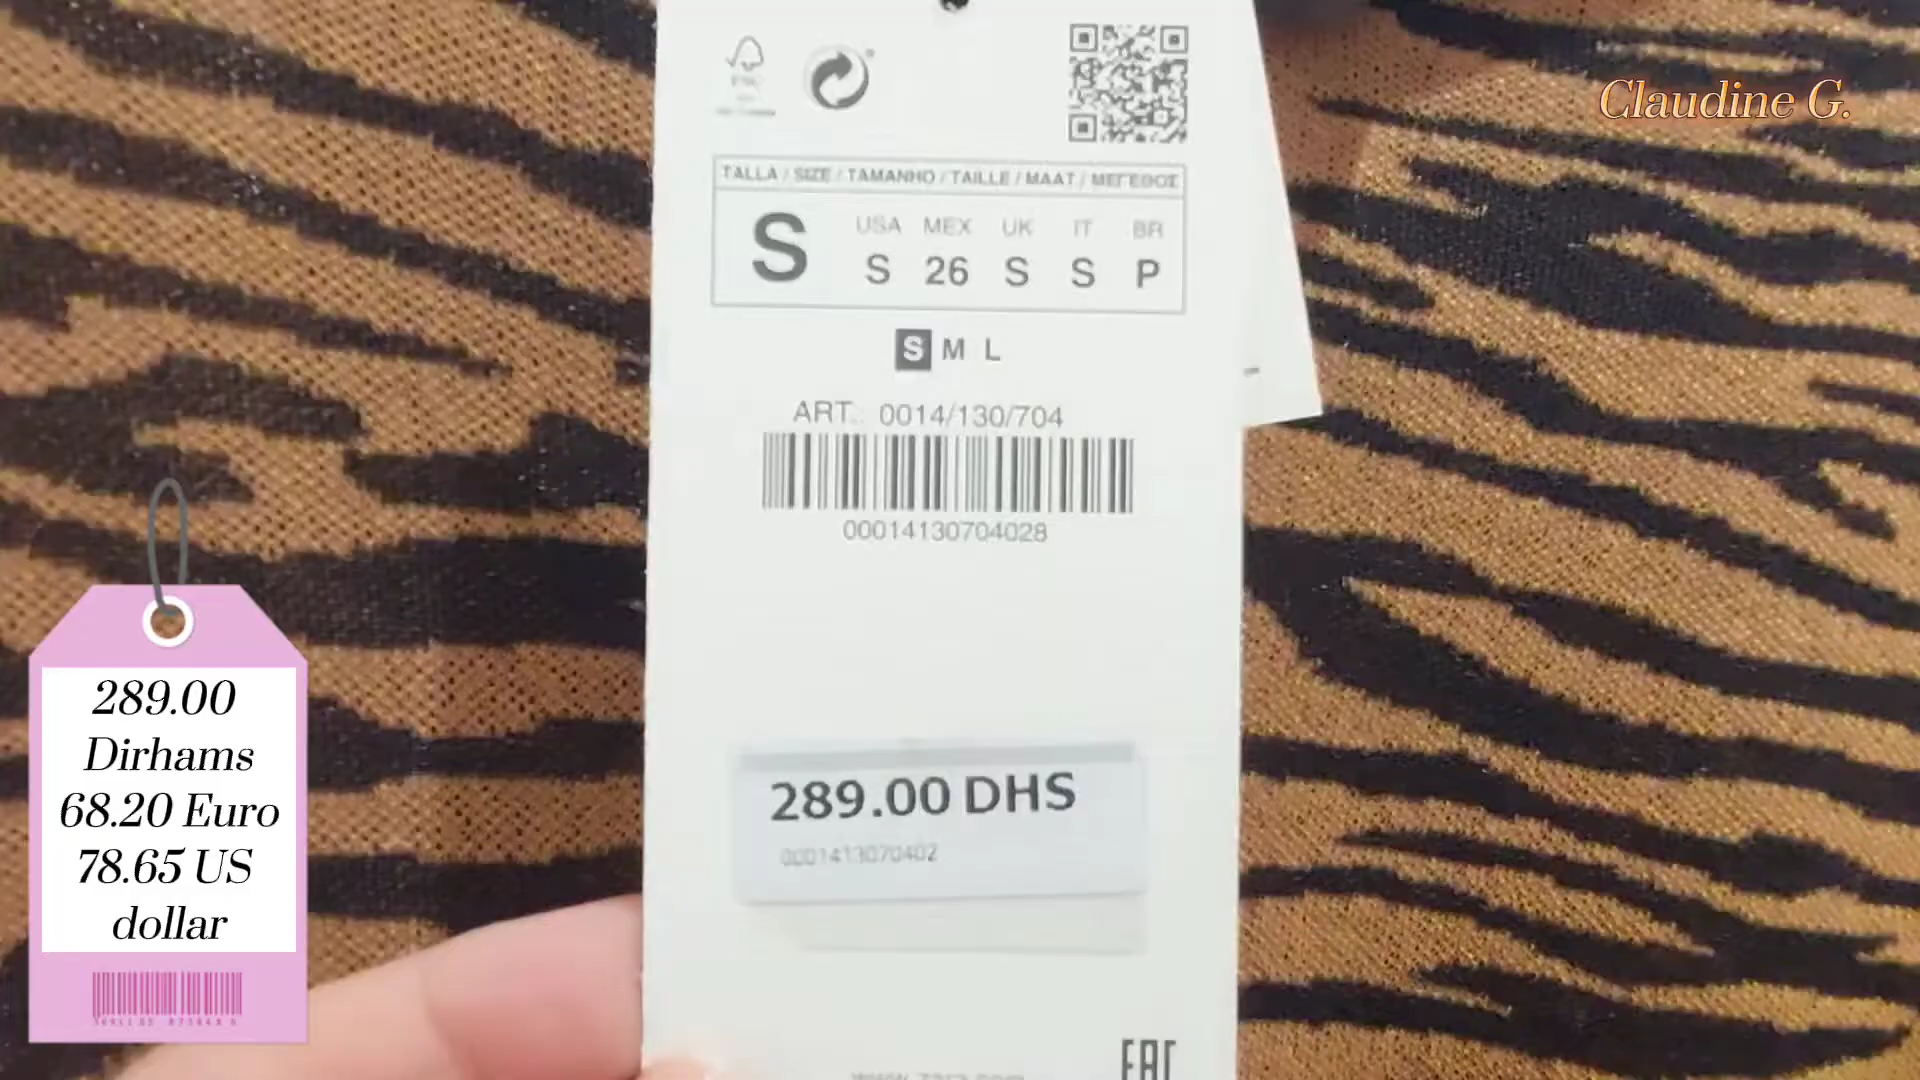 Claudine G.
TALLA / SIZE / TAMANHO / TAILLE / MAAT / ΜΕΓΕΘΟΣ
S
USA MEX UK IT BR
S 26 S S P
S M L
ART.: 0014/130/704
00014130704028
289.00 DHS
0001413070402
EAC
289.00
Dirhams
68.20 Euro
78.65 US
dollar